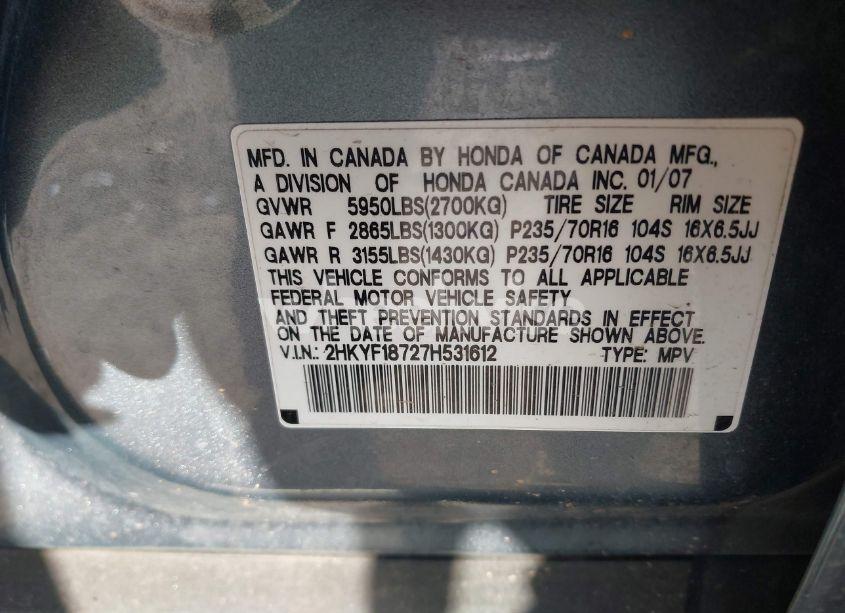 MFD. IN CANADA BY HONDA OF CANADA MFG.,
A DIVISION OF HONDA CANADA INC. 01/07
GVWR 5950LBS(2700KG) TIRE SIZE RIM SIZE
GAWR F 2865LBS(1300KG) P235/70R16 104S 16X6.5JJ
GAWR R 3155LBS(1430KG) P235/70R16 104S 16X6.5JJ
THIS VEHICLE CONFORMS TO ALL APPLICABLE
FEDERAL MOTOR VEHICLE SAFETY
AND THEFT PREVENTION STANDARDS IN EFFECT
ON THE DATE OF MANUFACTURE SHOWN ABOVE.
V.I.N.: 2HKYF18727H531612 TYPE: MPV